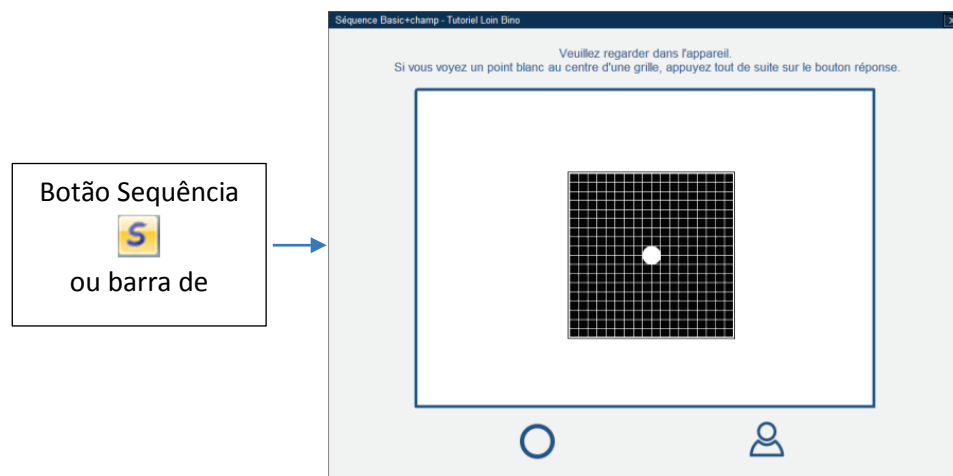 Séquence Basic+champ - Tutoriel Loin Bino
Veuillez regarder dans l'appareil.
Si vous voyez un point blanc au centre d'une grille, appuyez tout de suite sur le bouton réponse.
Botão Sequência
S
ou barra de